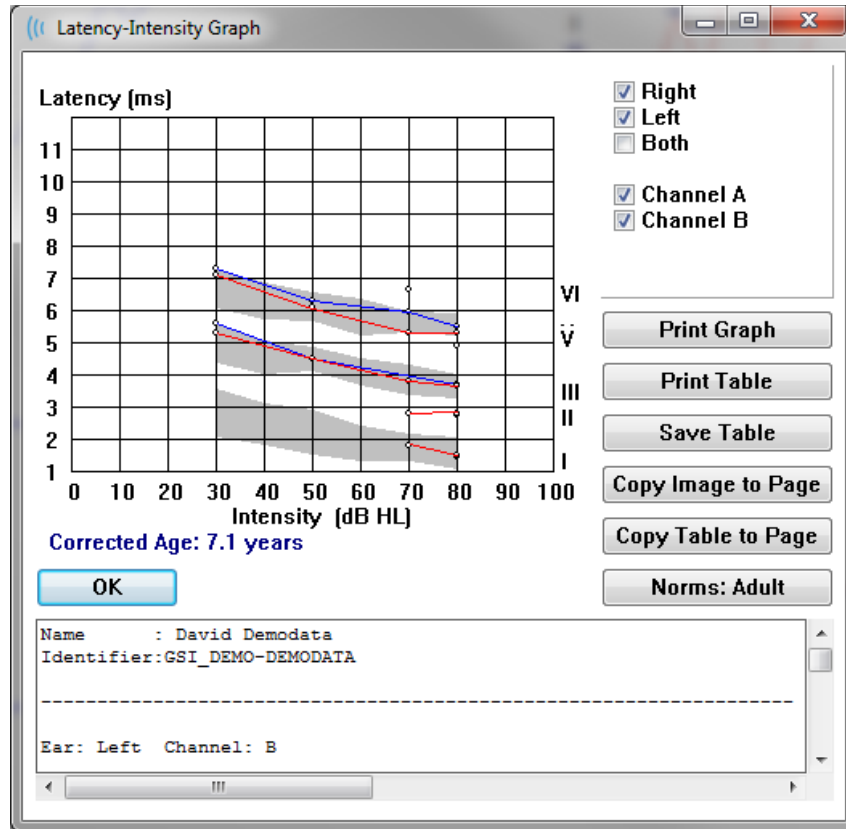 Latency-Intensity Graph
Latency (ms)
11
10
9
8
7
6
5
4
3
2
1
0 10 20 30 40 50 60 70 80 90 100
Intensity (dB HL)
VI
V
III
II
I
Corrected Age: 7.1 years
OK
Right
Left
Both
Channel A
Channel B
Print Graph
Print Table
Save Table
Copy Image to Page
Copy Table to Page
Norms: Adult
Name : David Demodata
Identifier:GSI_DEMO-DEMODATA
----------------------------------------------------------------------
Ear: Left Channel: B